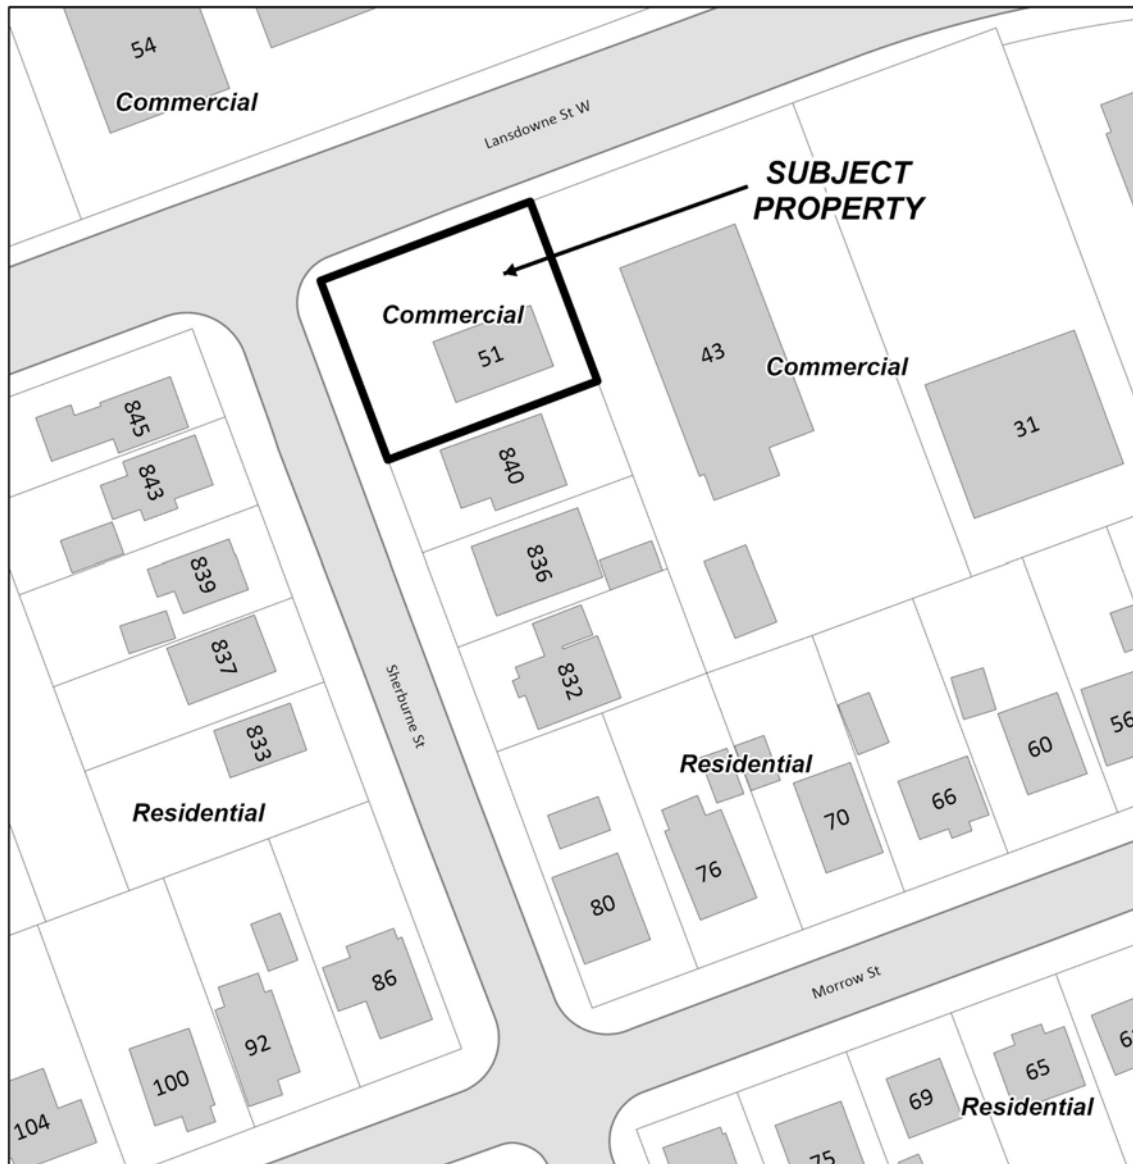 54
Commercial
Lansdowne St W
SUBJECT
PROPERTY
Commercial
51
43
Commercial
31
845
843
840
839
836
837
832
833
Sherburne St
Residential
Residential
56
60
66
70
76
80
86
92
100
104
Morrow St
65
69
Residential
75